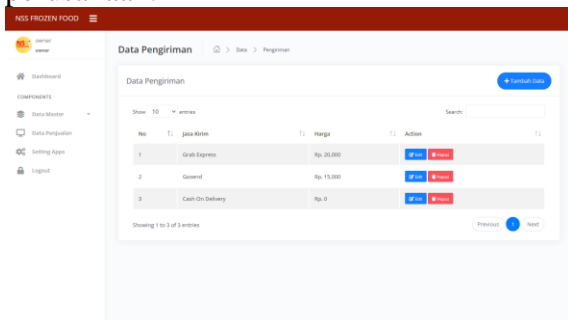 NSS FROZEN FOOD
owner
owner
Data Pengiriman
Data > Pengiriman
Dashboard
COMPONENTS
Data Master
Data Penjualan
Setting Apps
Logout
Data Pengiriman
+ Tambah Data
Show 10 entries
Search:
No Jasa Kirim Harga Action
1 Grab Express Rp. 20,000 Edit Hapus
2 Gosend Rp. 15,000 Edit Hapus
3 Cash On Delivery Rp. 0 Edit Hapus
Showing 1 to 3 of 3 entries
Previous 1 Next